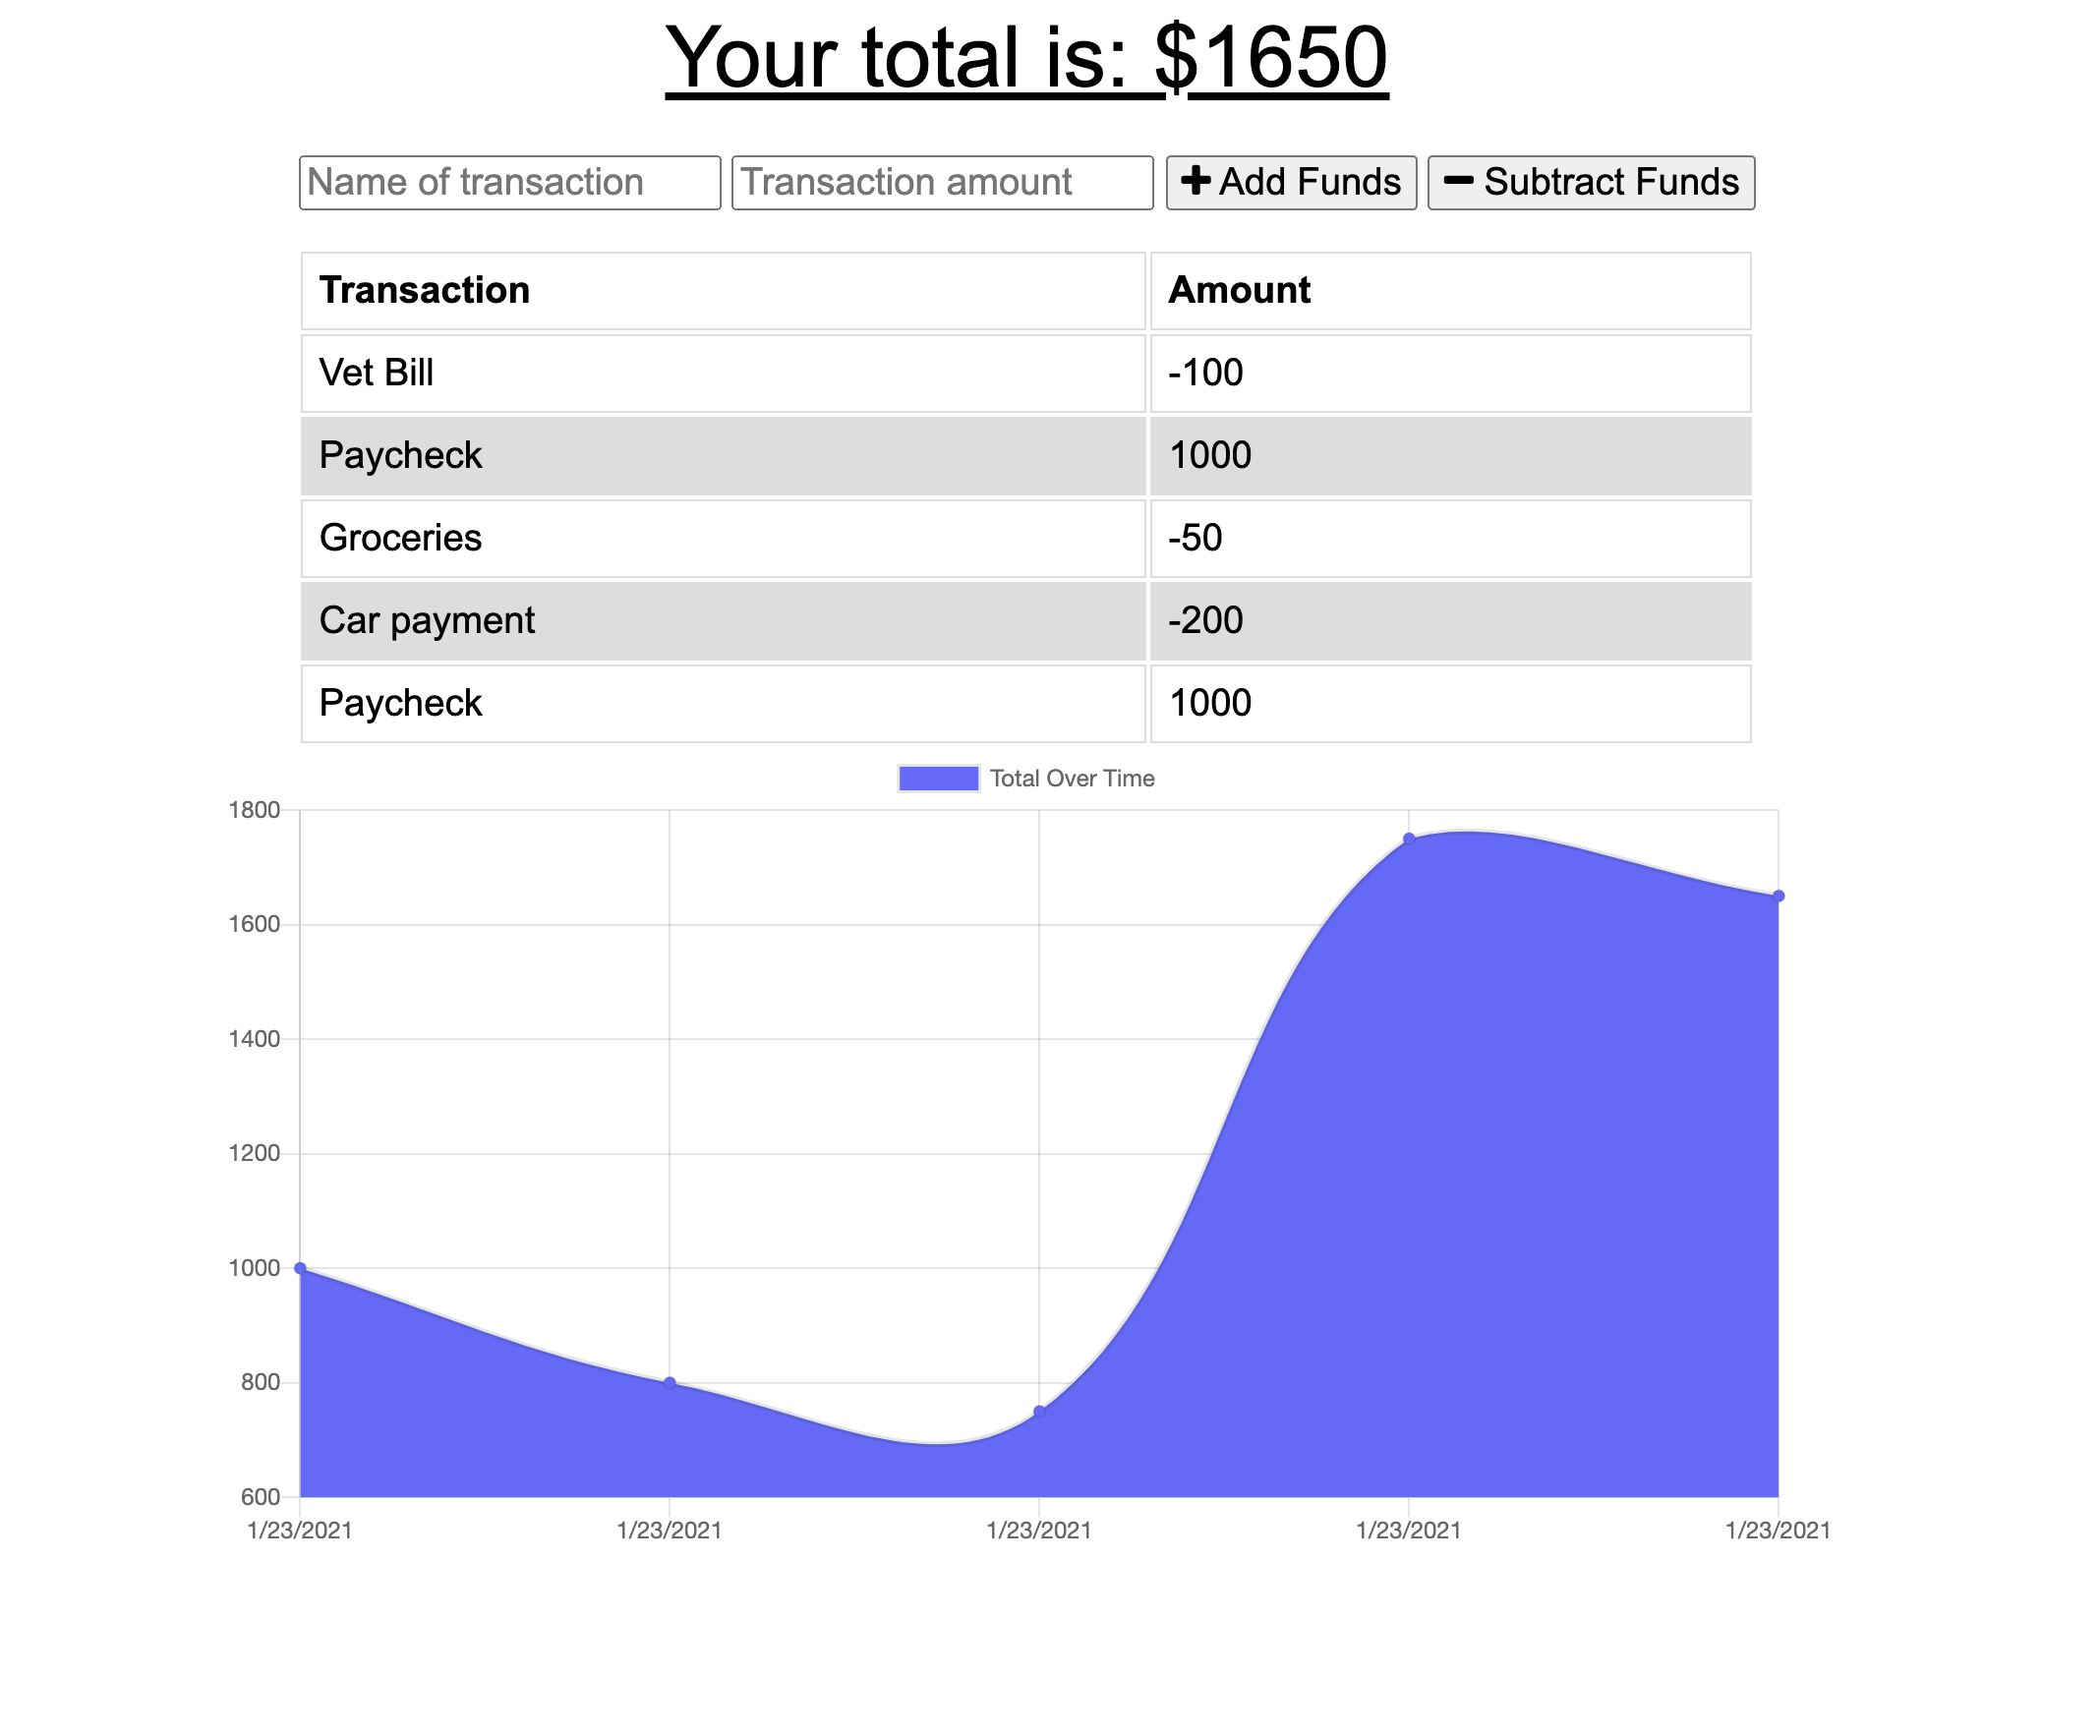 Your total is: $1650
Name of transaction Transaction amount Add Funds Subtract Funds
Transaction Amount
Vet Bill -100
Paycheck 1000
Groceries -50
Car payment -200
Paycheck 1000
Total Over Time
1800
1600
1400
1200
1000
800
600
1/23/2021 1/23/2021 1/23/2021 1/23/2021 1/23/2021